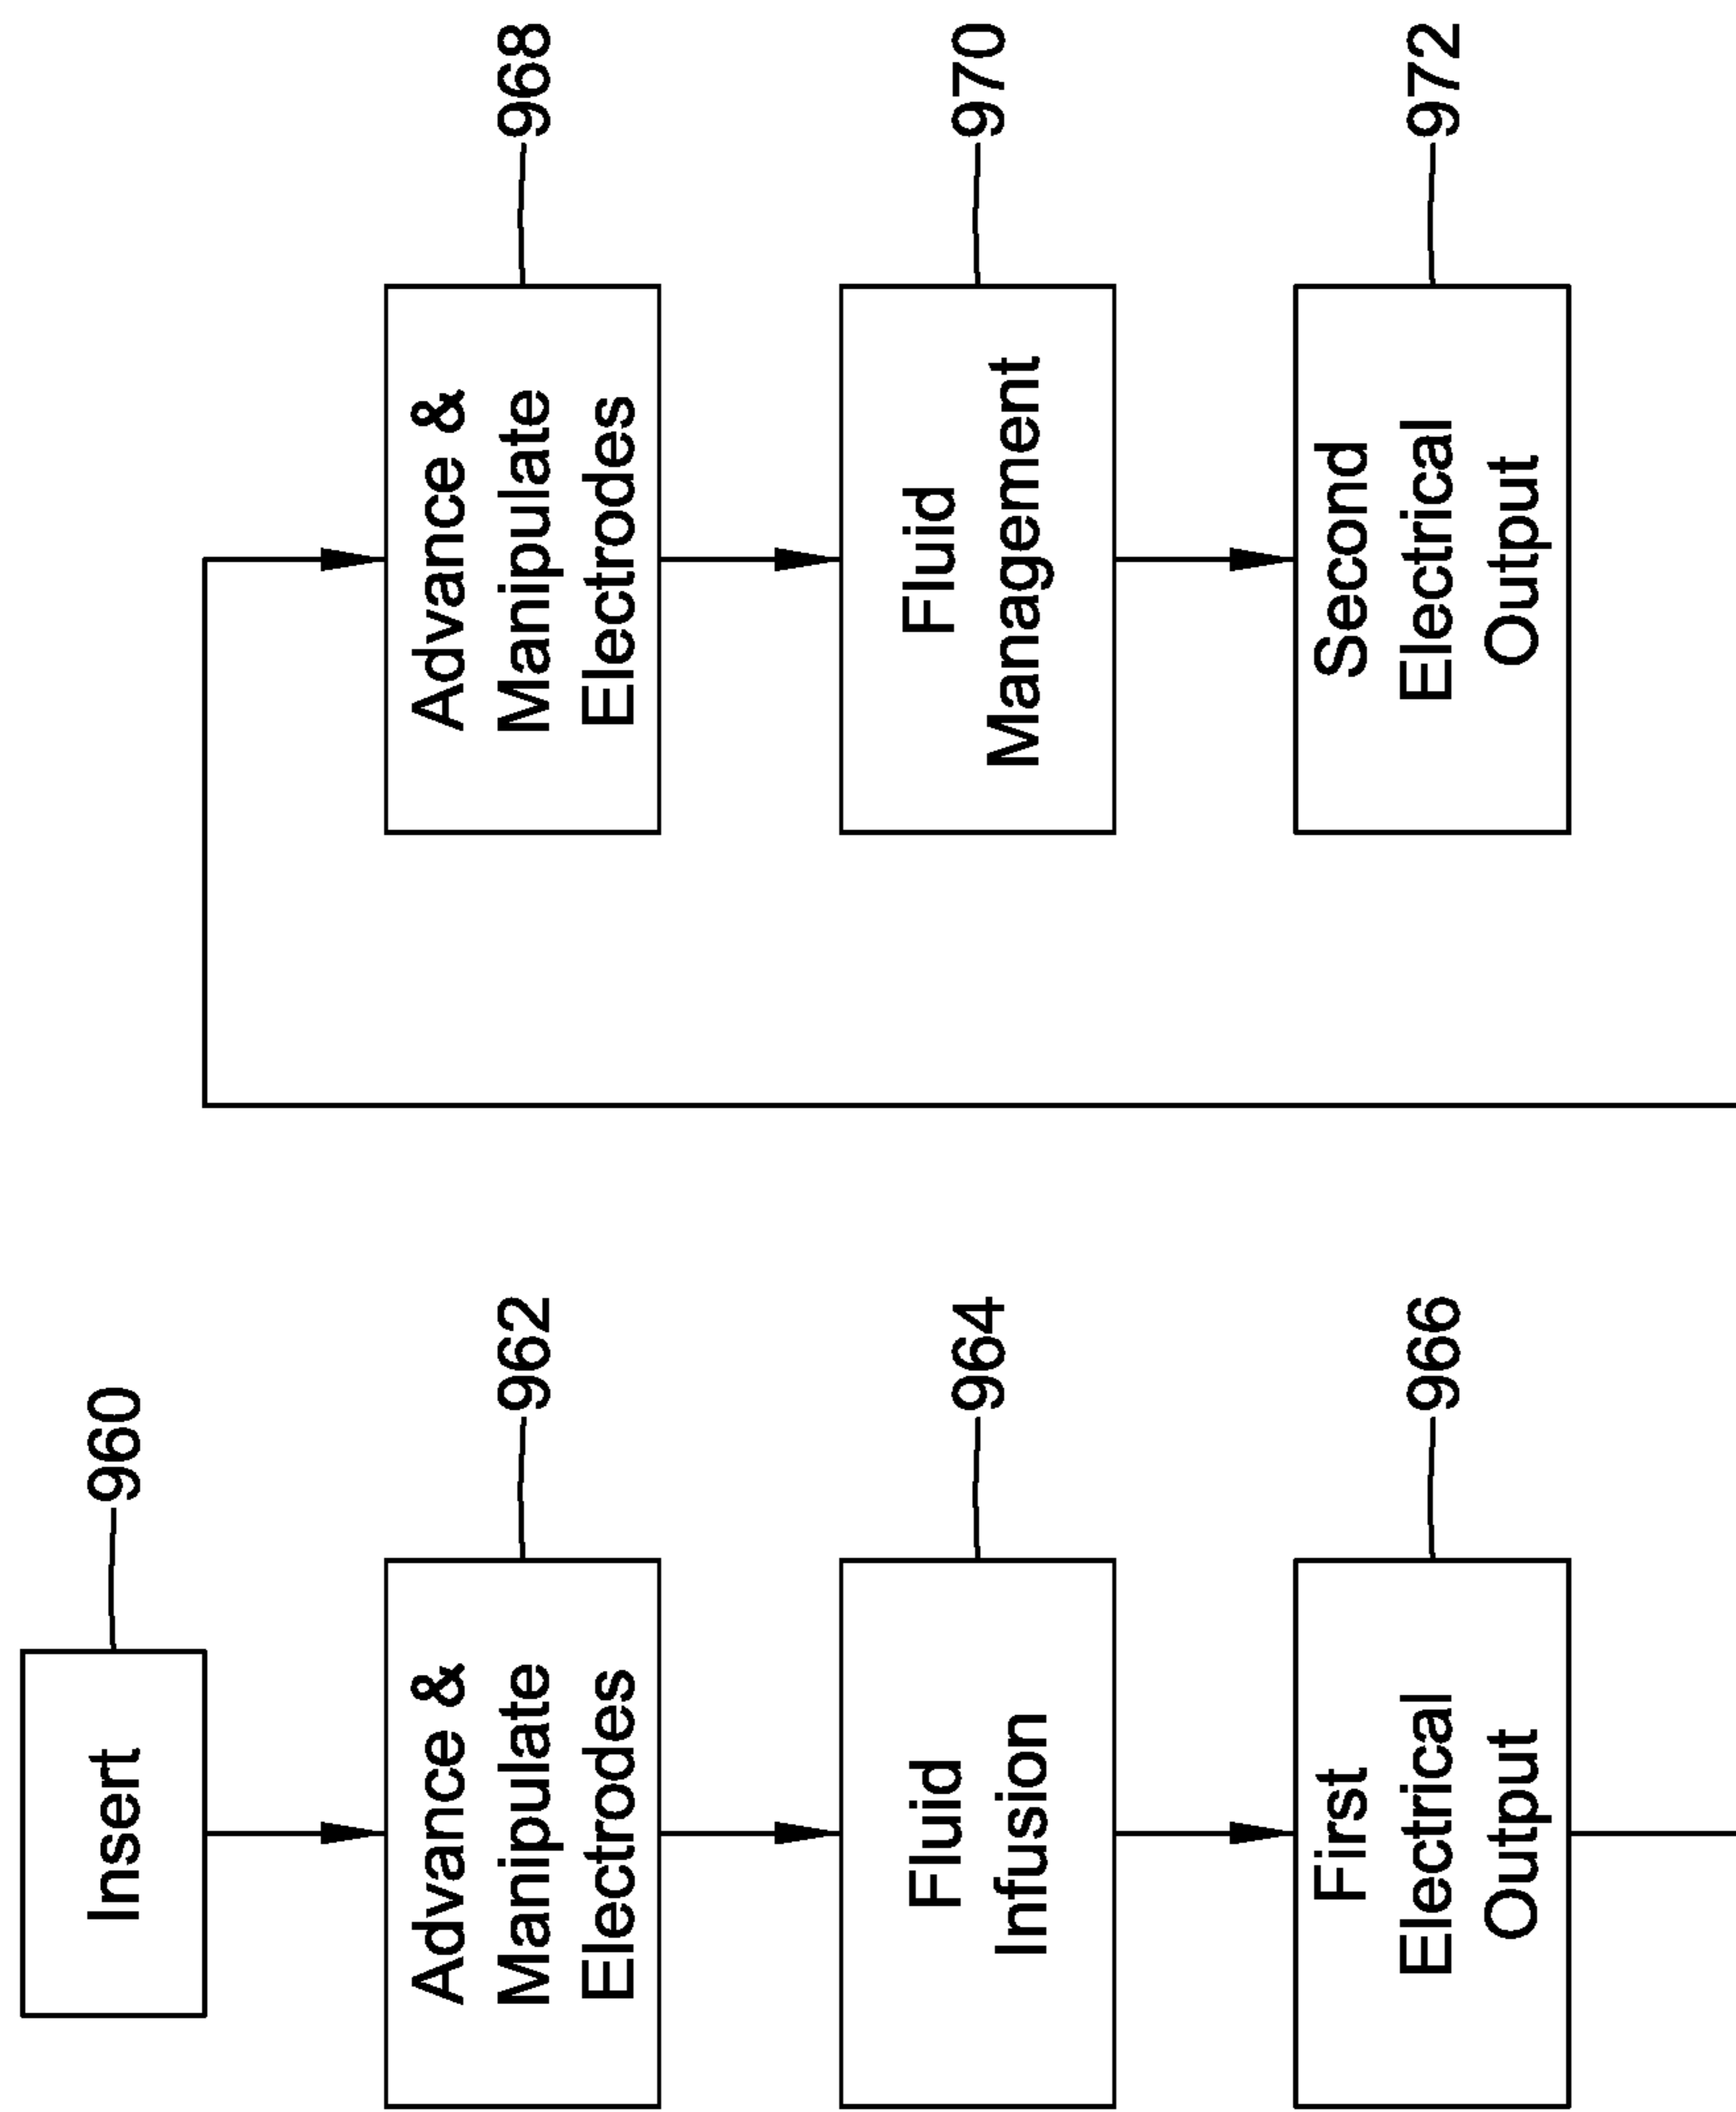 Insert
960
Advance &
Manipulate
Electrodes
962
Fluid
Infusion
964
First
Electrical
Output
966
Advance &
Manipulate
Electrodes
968
Fluid
Management
970
Second
Electrical
Output
972